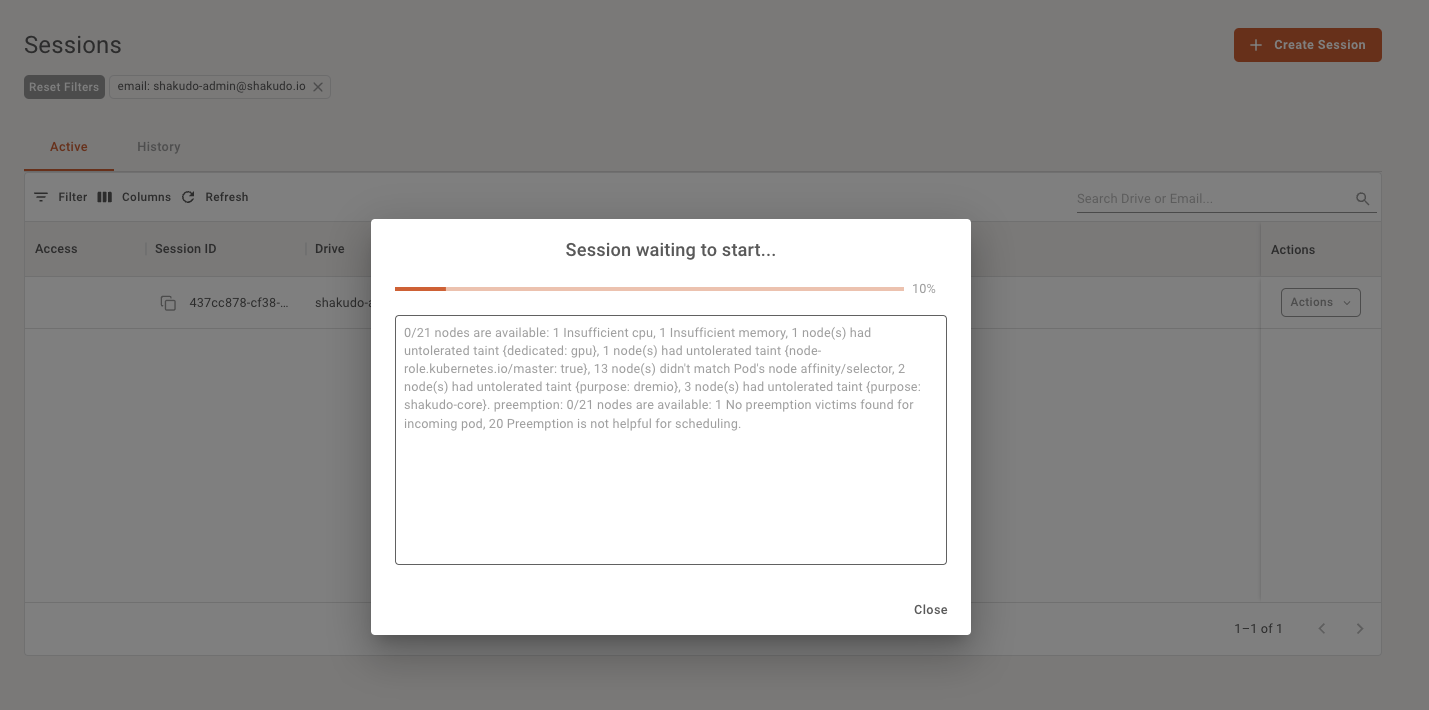 Sessions
Create Session
Reset Filters
email: shakudo-admin@shakudo.io
Active
History
Filter
Columns
Refresh
Search Drive or Email...
Access
Session ID
Drive
Actions
437cc878-cf38-...
shakudo-a
Actions
Session waiting to start...
10%
0/21 nodes are available: 1 Insufficient cpu, 1 Insufficient memory, 1 node(s) had
untolerated taint {dedicated: gpu}, 1 node(s) had untolerated taint {node-
role.kubernetes.io/master: true}, 13 node(s) didn't match Pod's node affinity/selector, 2
node(s) had untolerated taint {purpose: dremio}, 3 node(s) had untolerated taint {purpose:
shakudo-core}. preemption: 0/21 nodes are available: 1 No preemption victims found for
incoming pod, 20 Preemption is not helpful for scheduling.
Close
1–1 of 1